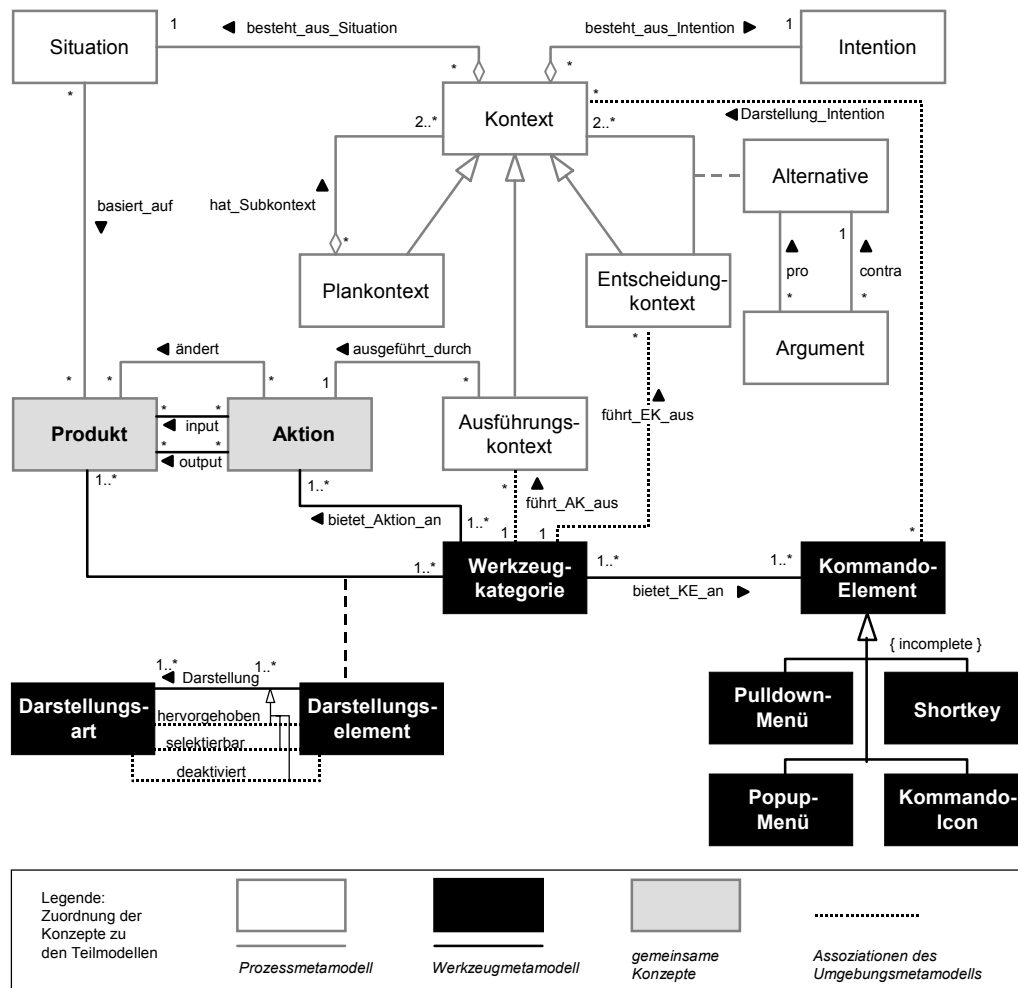 1
besteht_aus_Situation
besteht_aus_Intention
1
Situation
Intention
*
*
*
*
Kontext
2..*
2..*
Darstellung_Intention
Alternative
basiert_auf
hat_Subkontext
1
*
pro
contra
Plankontext
Entscheidung-
kontext
*
*
*
Argument
ändert
ausgeführt_durch
*
*
*
1
*
Produkt
*
*
input
*
*
output
Aktion
Ausführungs-
kontext
führt_EK_aus
1..*
1..*
*
führt_AK_aus
bietet_Aktion_an
1..*
1
1
*
1..*
Werkzeug-
kategorie
1..*
1..*
bietet_KE_an
Kommando-
Element
{ incomplete }
1..*
Darstellung
1..*
Darstellungs-
art
hervorgehoben
selektierbar
deaktiviert
Darstellungs-
element
Pulldown-
Menü
Shortkey
Popup-
Menü
Kommando-
Icon
Legende:
Zuordnung der
Konzepte zu
den Teilmodellen
Prozessmetamodell
Werkzeugmetamodell
gemeinsame
Konzepte
Assoziationen des
Umgebungsmetamodells